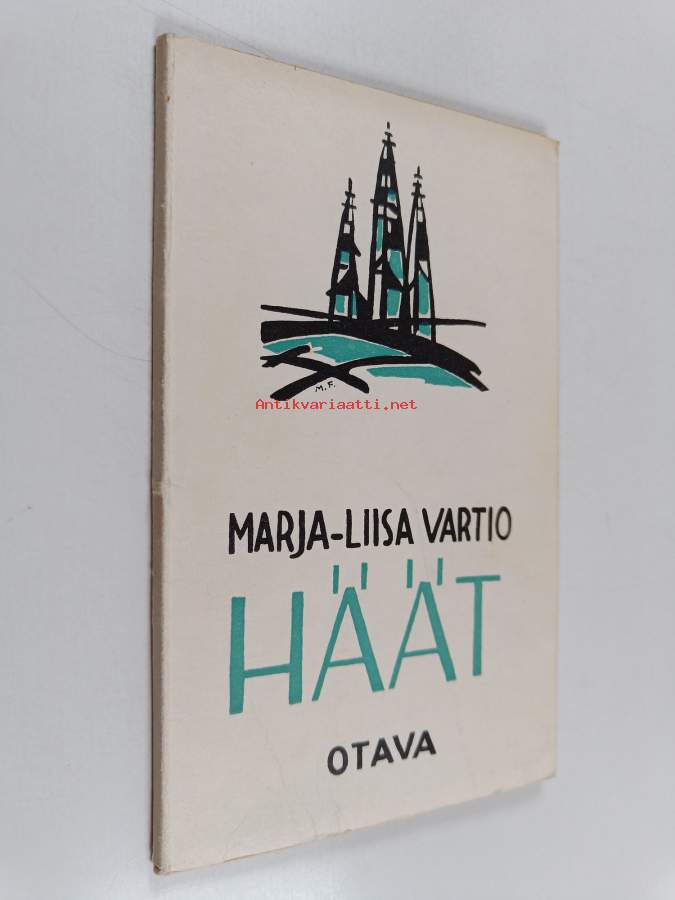 M.F.
Antikvariaatti.net
MARJA-LIISA VARTIO
HÄÄT
OTAVA